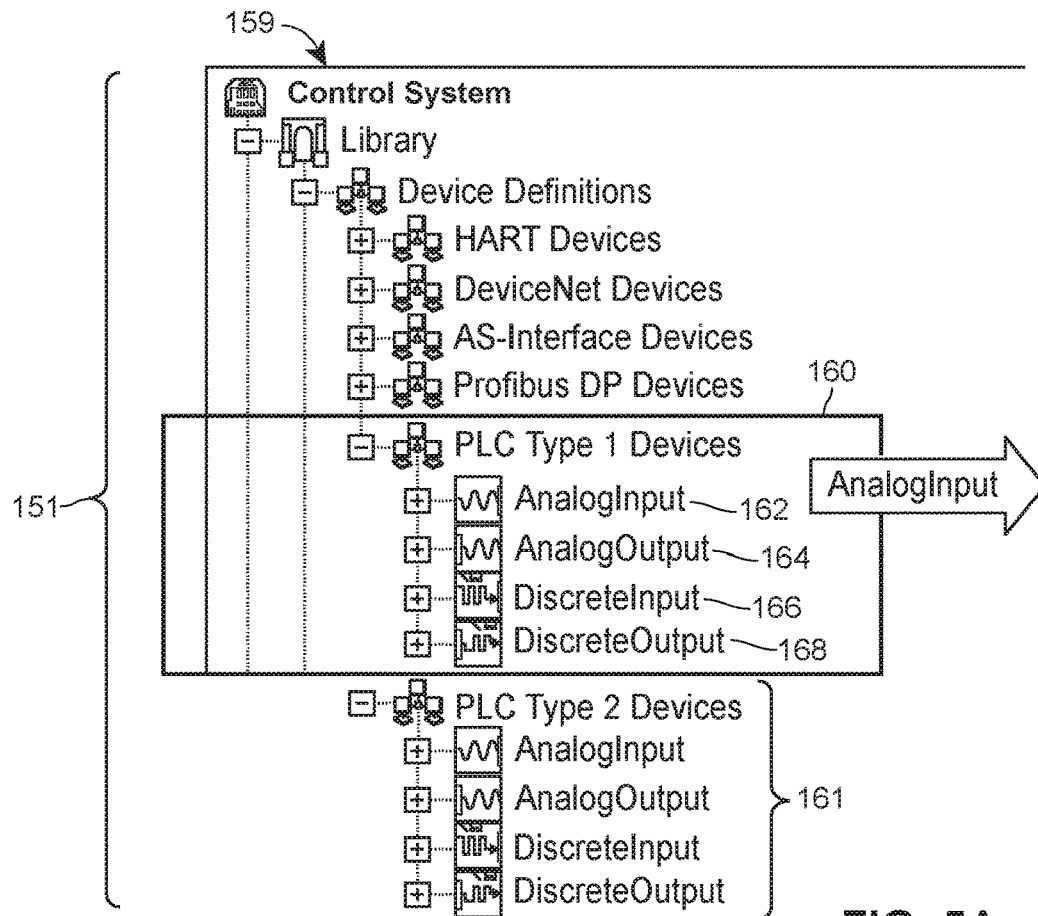 159
Control System
Library
Device Definitions
HART Devices
DeviceNet Devices
AS-Interface Devices
Profibus DP Devices
160
PLC Type 1 Devices
151
AnalogInput 162
AnalogInput
AnalogOutput 164
DiscreteInput 166
DiscreteOutput 168
PLC Type 2 Devices
AnalogInput
AnalogOutput
161
DiscreteInput
DiscreteOutput